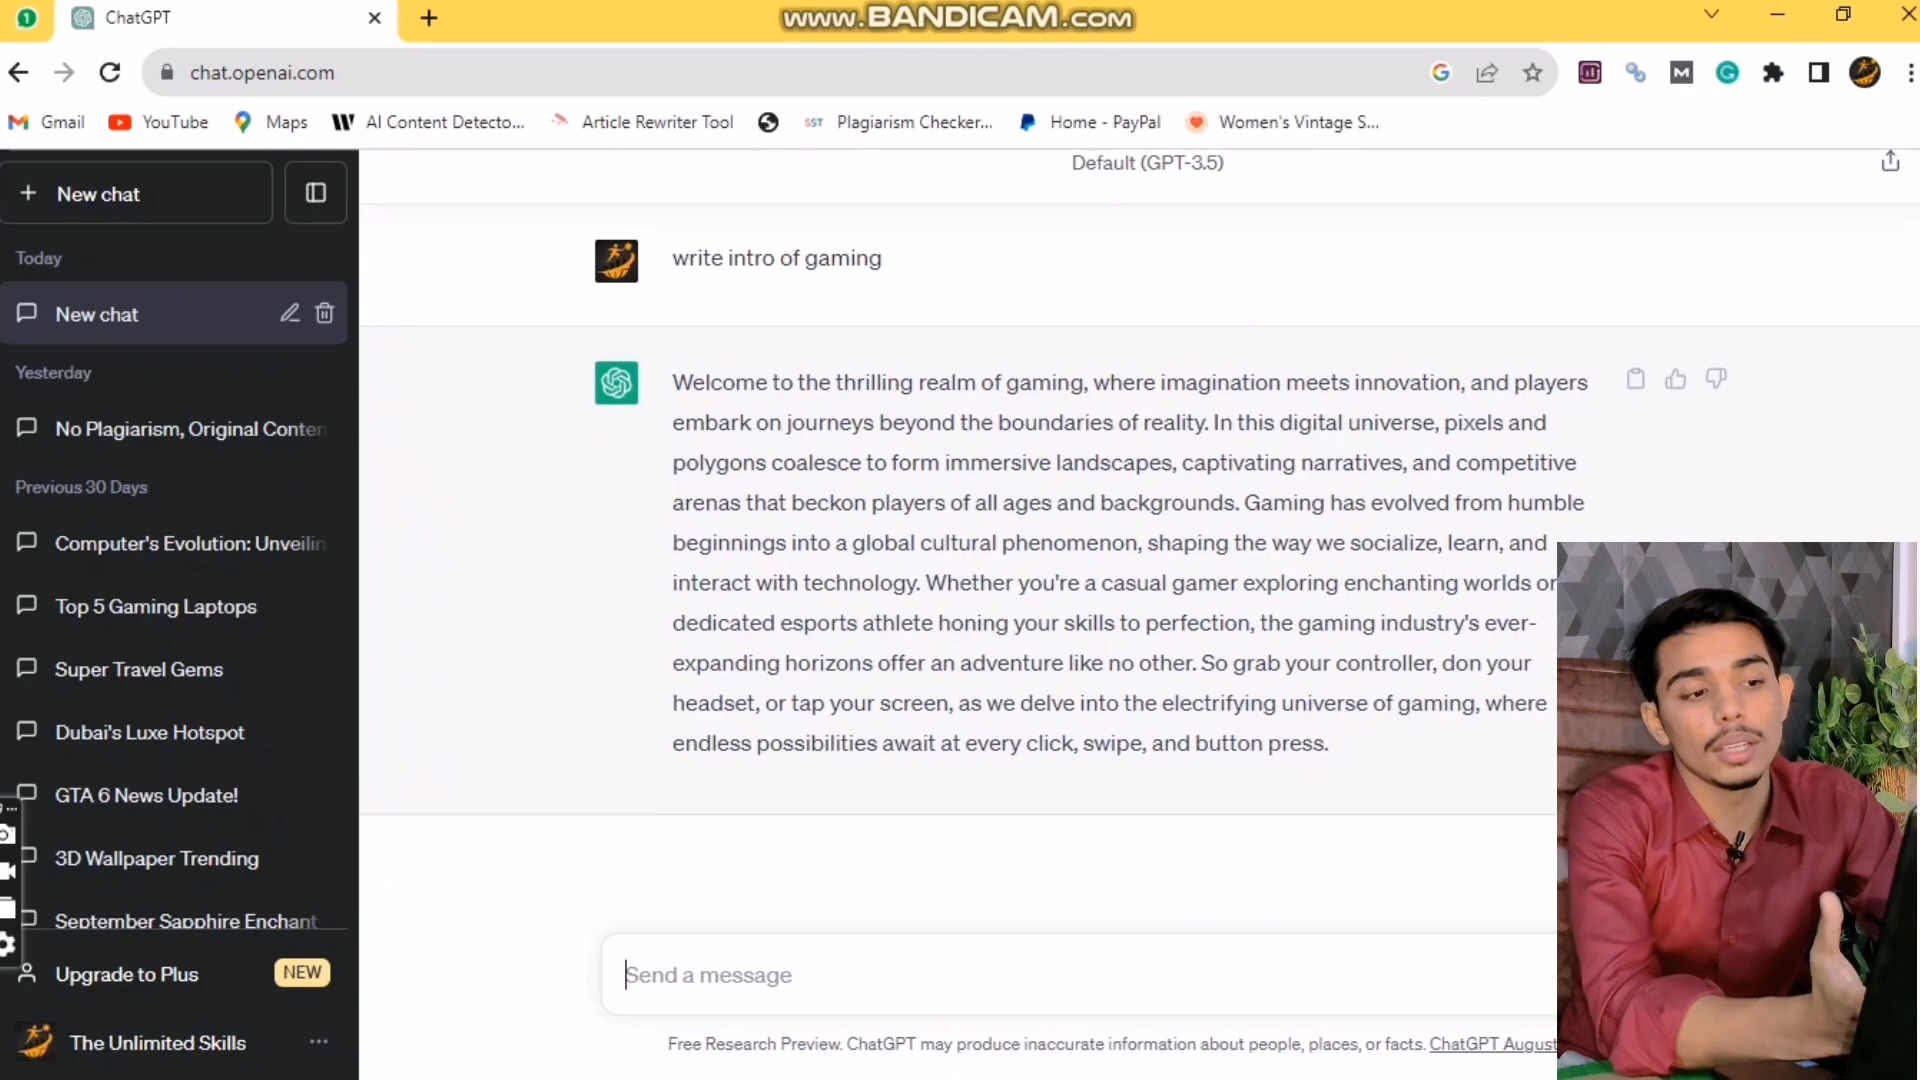 1
ChatGPT
www.BANDICAM.com
chat.openai.com
Gmail
YouTube
Maps
AI Content Detecto...
Article Rewriter Tool
SST
Plagiarism Checker...
Home - PayPal
Women's Vintage S...
New chat
Default (GPT-3.5)
Today
New chat
Yesterday
No Plagiarism, Original Conten
Previous 30 Days
Computer's Evolution: Unveilin
Top 5 Gaming Laptops
Super Travel Gems
Dubai's Luxe Hotspot
GTA 6 News Update!
3D Wallpaper Trending
September Sapphire Enchant
Upgrade to Plus
NEW
The Unlimited Skills
write intro of gaming
Welcome to the thrilling realm of gaming, where imagination meets innovation, and players
embark on journeys beyond the boundaries of reality. In this digital universe, pixels and
polygons coalesce to form immersive landscapes, captivating narratives, and competitive
arenas that beckon players of all ages and backgrounds. Gaming has evolved from humble
beginnings into a global cultural phenomenon, shaping the way we socialize, learn, and
interact with technology. Whether you're a casual gamer exploring enchanting worlds or
dedicated esports athlete honing your skills to perfection, the gaming industry's ever-
expanding horizons offer an adventure like no other. So grab your controller, don your
headset, or tap your screen, as we delve into the electrifying universe of gaming, where
endless possibilities await at every click, swipe, and button press.
Send a message
Free Research Preview. ChatGPT may produce inaccurate information about people, places, or facts. ChatGPT August